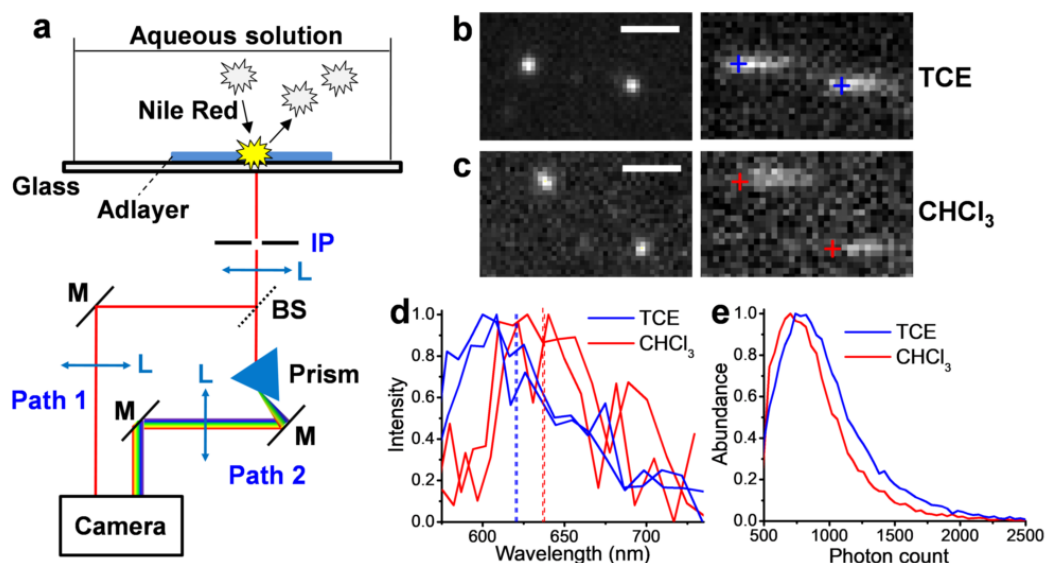 a
Aqueous solution
Nile Red
Glass
Adlayer
IP
L
M
BS
L
L
Prism
Path 1
M
M
Path 2
Camera
b
TCE
c
CHCl₃
d
TCE
CHCl₃
Intensity
1.0
0.8
0.6
0.4
0.2
0.0
600
650
700
Wavelength (nm)
e
TCE
CHCl₃
Abundance
1.0
0.8
0.6
0.4
0.2
0.0
500
1000
1500
2000
2500
Photon count